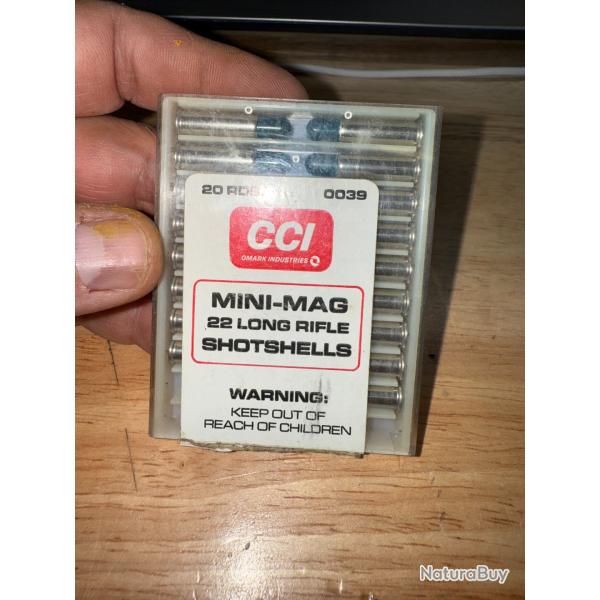 20 RDS 0039
CCI
OMARK INDUSTRIES
MINI-MAG
22 LONG RIFLE
SHOTSHELLS
WARNING:
KEEP OUT OF
REACH OF CHILDREN
NaturaBuy